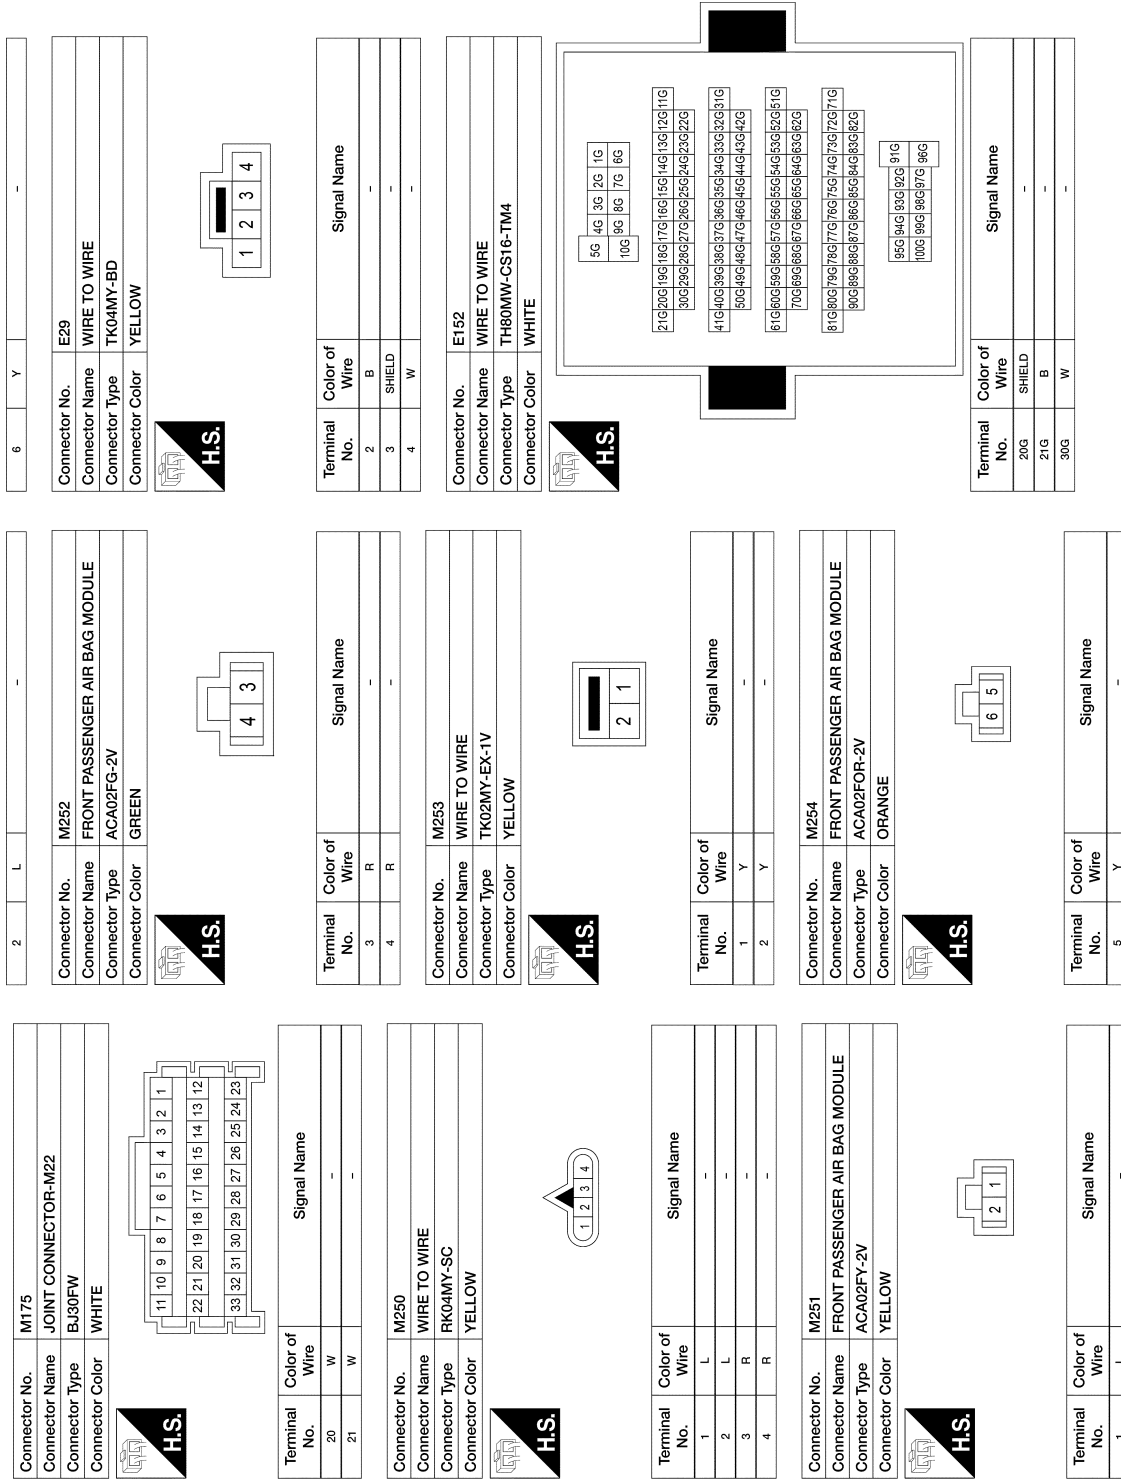 Connector No. M175
Connector Name JOINT CONNECTOR-M22
Connector Type BJ30FW
Connector Color WHITE
H.S.
11 10 9 8 7 6 5 4 3 2 1
22 21 20 19 18 17 16 15 14 13 12
33 32 31 30 29 28 27 26 25 24 23
Terminal No. Color of Wire Signal Name
20 W –
21 W –
Connector No. M250
Connector Name WIRE TO WIRE
Connector Type RK04MY-SC
Connector Color YELLOW
H.S.
1 2 3 4
Terminal No. Color of Wire Signal Name
1 L –
2 L –
3 R –
4 R –
Connector No. M251
Connector Name FRONT PASSENGER AIR BAG MODULE
Connector Type ACA02FY-2V
Connector Color YELLOW
H.S.
2 1
Terminal No. Color of Wire Signal Name
1 L –
2 L –
Connector No. M252
Connector Name FRONT PASSENGER AIR BAG MODULE
Connector Type ACA02FG-2V
Connector Color GREEN
H.S.
4 3
Terminal No. Color of Wire Signal Name
3 R –
4 R –
Connector No. M253
Connector Name WIRE TO WIRE
Connector Type TK02MY-EX-1V
Connector Color YELLOW
H.S.
2 1
Terminal No. Color of Wire Signal Name
1 Y –
2 Y –
Connector No. M254
Connector Name FRONT PASSENGER AIR BAG MODULE
Connector Type ACA02FOR-2V
Connector Color ORANGE
H.S.
6 5
Terminal No. Color of Wire Signal Name
5 Y –
6 Y –
Connector No. E29
Connector Name WIRE TO WIRE
Connector Type TK04MY-BD
Connector Color YELLOW
H.S.
1 2 3 4
Terminal No. Color of Wire Signal Name
2 B –
3 SHIELD –
4 W –
Connector No. E152
Connector Name WIRE TO WIRE
Connector Type TH80MW-CS16-TM4
Connector Color WHITE
H.S.
5G 4G 3G 2G 1G
10G 9G 8G 7G 6G
21G 20G 19G 18G 17G 16G 15G 14G 13G 12G 11G
30G 29G 28G 27G 26G 25G 24G 23G 22G
41G 40G 39G 38G 37G 36G 35G 34G 33G 32G 31G
50G 49G 48G 47G 46G 45G 44G 43G 42G
61G 60G 59G 58G 57G 56G 55G 54G 53G 52G 51G
70G 69G 68G 67G 66G 65G 64G 63G 62G
81G 80G 79G 78G 77G 76G 75G 74G 73G 72G 71G
90G 89G 88G 87G 86G 85G 84G 83G 82G
95G 94G 93G 92G 91G
100G 99G 98G 97G 96G
Terminal No. Color of Wire Signal Name
20G SHIELD –
21G B –
30G W –